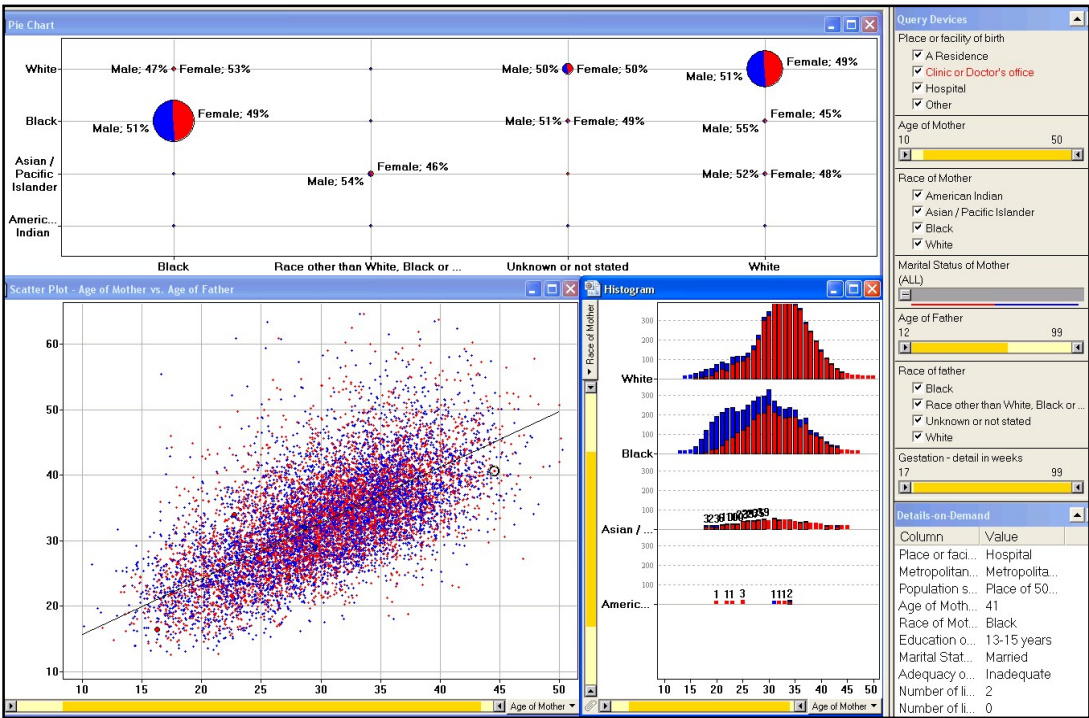 Pie Chart
White
Male; 47% Female; 53%
Male; 50% Female; 50%
Male; 51% Female; 49%
Black
Male; 51% Female; 49%
Male; 51% Female; 49%
Male; 55% Female; 45%
Asian /
Pacific
Islander
Male; 54% Female; 46%
Male; 52% Female; 48%
Americ...
Indian
Black Race other than White, Black or ... Unknown or not stated White
Scatter Plot - Age of Mother vs. Age of Father
60
50
40
30
20
10
10 15 20 25 30 35 40 45 50
Age of Mother
Histogram
Race of Mother
300
200
100
White
300
200
100
Black
300
200
100
Asian / ...
300
200
100
Americ...
1 11 3 1112
10 15 20 25 30 35 40 45 50
Age of Mother
Query Devices
Place or facility of birth
A Residence
Clinic or Doctor's office
Hospital
Other
Age of Mother
10 50
Race of Mother
American Indian
Asian / Pacific Islander
Black
White
Marital Status of Mother
(ALL)
Age of Father
12 99
Race of father
Black
Race other than White, Black or ...
Unknown or not stated
White
Gestation - detail in weeks
17 99
Details-on-Demand
Column Value
Place or faci... Hospital
Metropolitan... Metropolita...
Population s... Place of 50...
Age of Moth... 41
Race of Mot... Black
Education o... 13-15 years
Marital Stat... Married
Adequacy o... Inadequate
Number of li... 2
Number of li... 0